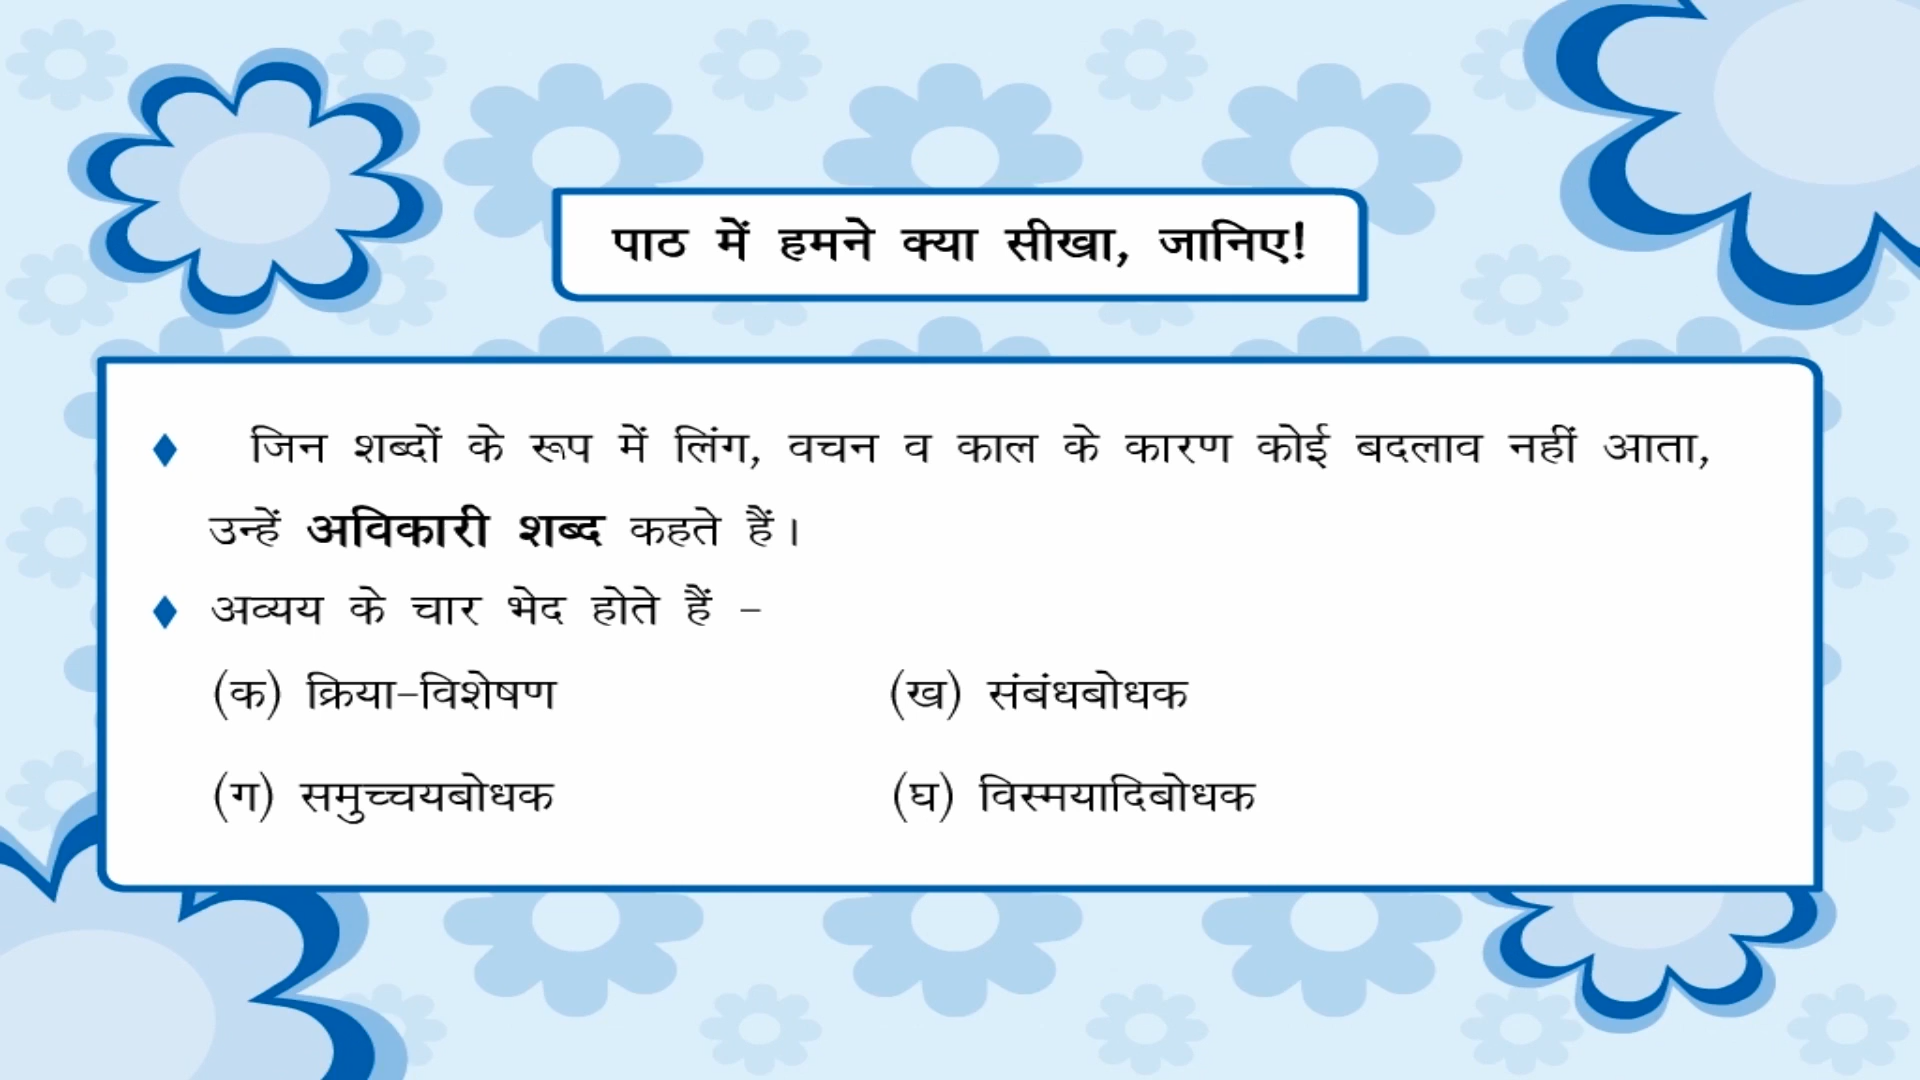 पाठ में हमने क्या सीखा, जानिए!
♦ जिन शब्दों के रूप में लिंग, वचन व काल के कारण कोई बदलाव नहीं आता,
उन्हें अविकारी शब्द कहते हैं।
♦ अव्यय के चार भेद होते हैं –
(क) क्रिया-विशेषण (ख) संबंधबोधक
(ग) समुच्चयबोधक (घ) विस्मयादिबोधक